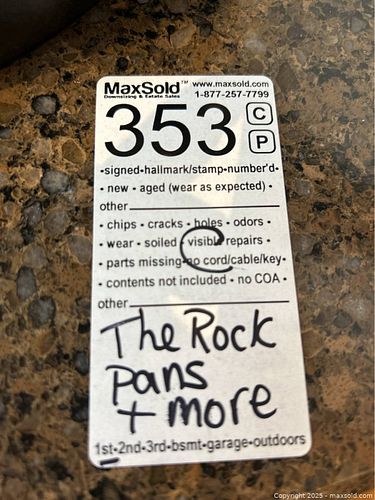 MaxSold™ www.maxsold.com
Downsizing & Estate Sales 1-877-257-7799
353 C
P
•signed•hallmark/stamp•number'd•
• new • aged (wear as expected) •
other
• chips • cracks • holes • odors •
• wear • soiled • visible repairs •
• parts missing•no cord/cable/key•
• contents not included • no COA •
other
The Rock
pans
+ more
1st•2nd•3rd•bsmt•garage•outdoors
Copyright 2025 - maxsold.com